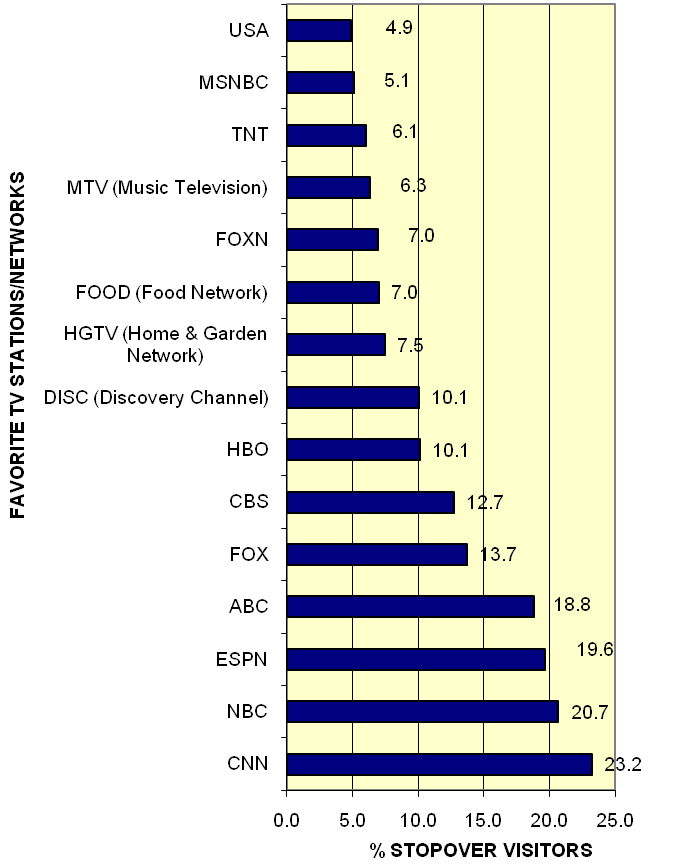 FAVORITE TV STATIONS/NETWORKS
USA 4.9
MSNBC 5.1
TNT 6.1
MTV (Music Television) 6.3
FOXN 7.0
FOOD (Food Network) 7.0
HGTV (Home & Garden
Network) 7.5
DISC (Discovery Channel) 10.1
HBO 10.1
CBS 12.7
FOX 13.7
ABC 18.8
ESPN 19.6
NBC 20.7
CNN 23.2
0.0 5.0 10.0 15.0 20.0 25.0
% STOPOVER VISITORS